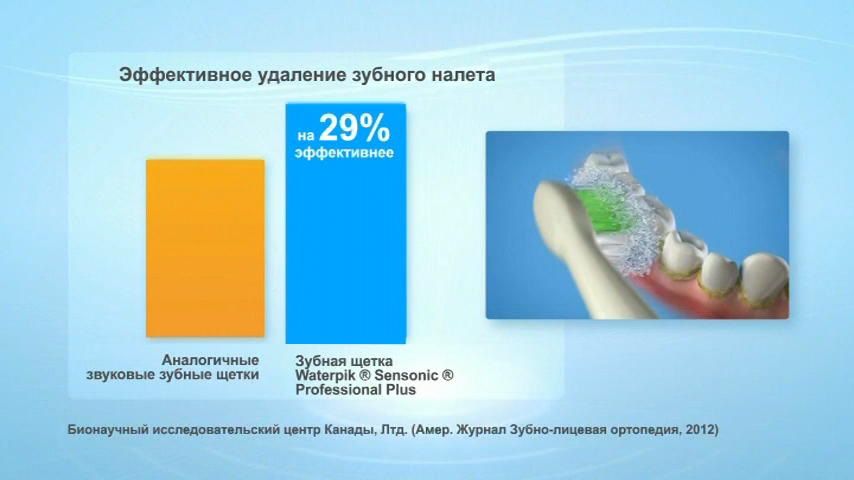 Эффективное удаление зубного налета
на 29%
эффективнее
Аналогичные
звуковые зубные щетки
Зубная щетка
Waterpik ® Sensonic ®
Professional Plus
Бионаучный исследовательский центр Канады, Лтд. (Амер. Журнал Зубно-лицевая ортопедия, 2012)